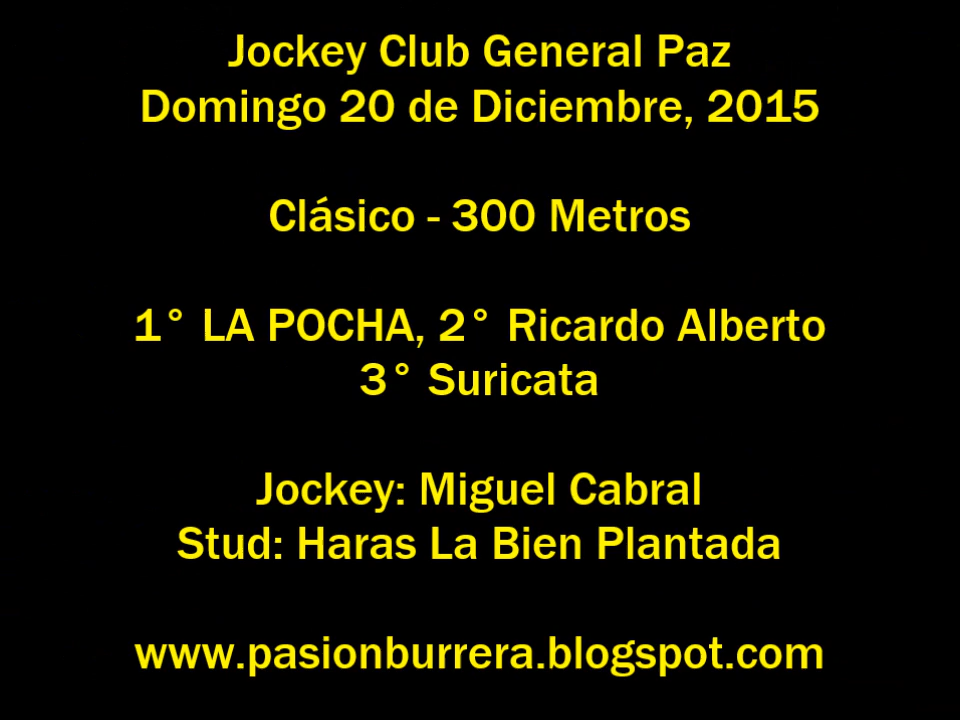 Jockey Club General Paz
Domingo 20 de Diciembre, 2015
Clásico - 300 Metros
1° LA POCHA, 2° Ricardo Alberto
3° Suricata
Jockey: Miguel Cabral
Stud: Haras La Bien Plantada
www.pasionburrera.blogspot.com